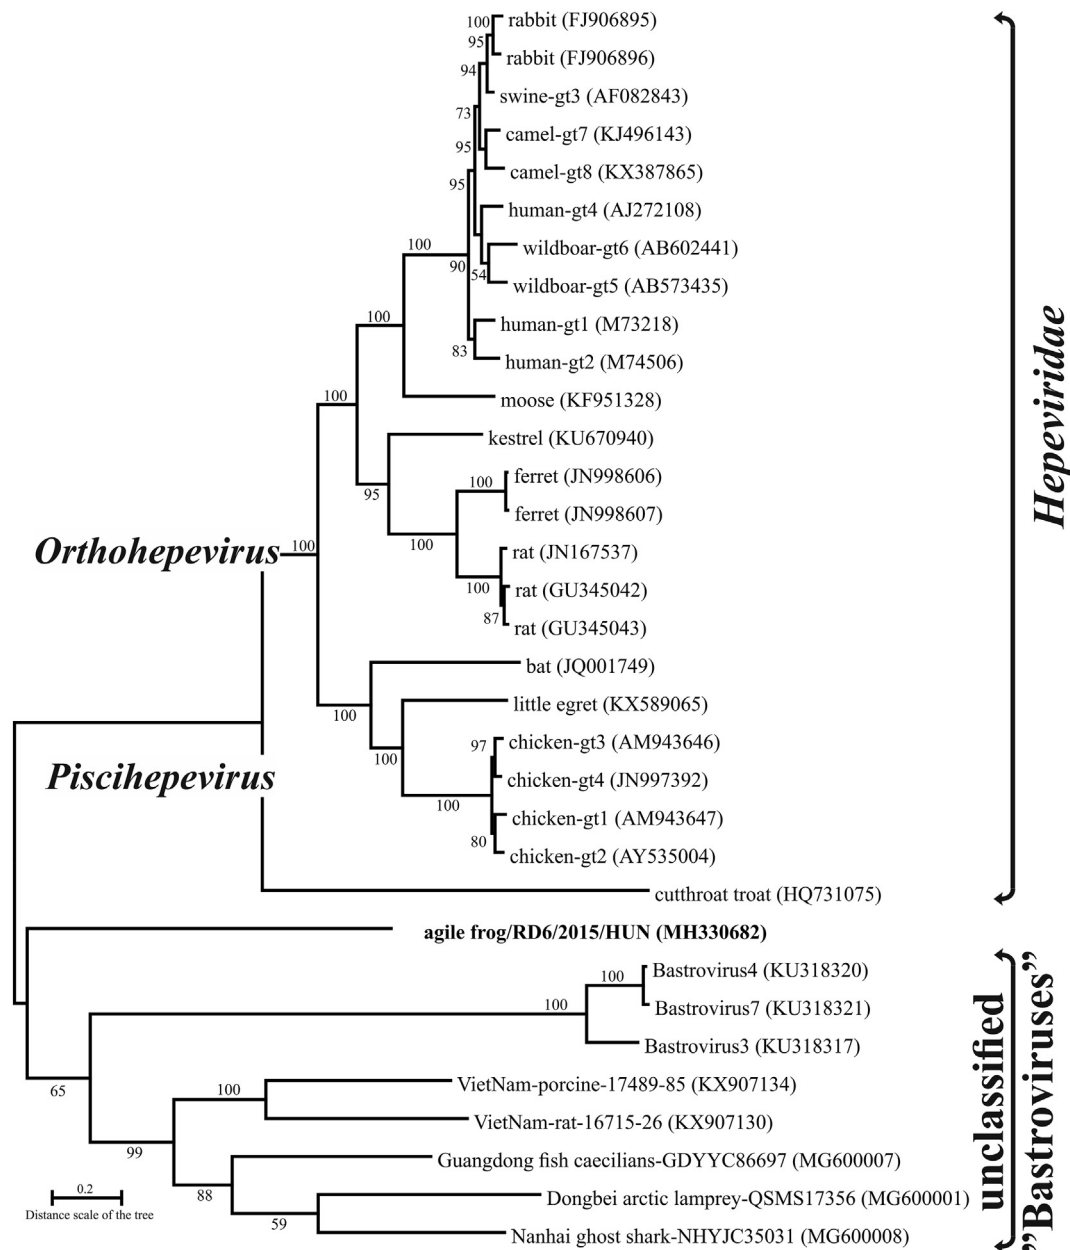 100
rabbit (FJ906895)
95
rabbit (FJ906896)
94
swine-gt3 (AF082843)
73
camel-gt7 (KJ496143)
95
camel-gt8 (KX387865)
95
human-gt4 (AJ272108)
100
wildboar-gt6 (AB602441)
90
54
wildboar-gt5 (AB573435)
100
human-gt1 (M73218)
83
human-gt2 (M74506)
100
moose (KF951328)
kestrel (KU670940)
95
100
ferret (JN998606)
ferret (JN998607)
100
Orthohepevirus
100
rat (JN167537)
100
rat (GU345042)
87
rat (GU345043)
bat (JQ001749)
100
little egret (KX589065)
97
chicken-gt3 (AM943646)
100
chicken-gt4 (JN997392)
Piscihepevirus
100
chicken-gt1 (AM943647)
80
chicken-gt2 (AY535004)
cutthroat troat (HQ731075)
Hepeviridae
agile frog/RD6/2015/HUN (MH330682)
100
Bastrovirus4 (KU318320)
100
Bastrovirus7 (KU318321)
Bastrovirus3 (KU318317)
65
100
VietNam-porcine-17489-85 (KX907134)
VietNam-rat-16715-26 (KX907130)
99
Guangdong fish caecilians-GDYYC86697 (MG600007)
88
Dongbei arctic lamprey-QSMS17356 (MG600001)
59
Nanhai ghost shark-NHYJC35031 (MG600008)
unclassified
”Bastroviruses”
0.2
Distance scale of the tree